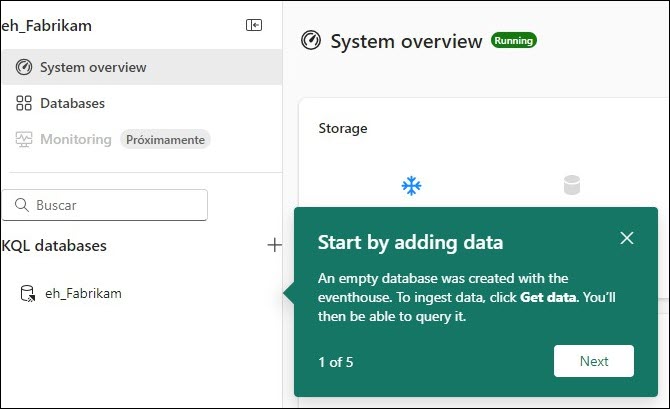 eh_Fabrikam
System overview
Databases
Monitoring Próximamente
Buscar
KQL databases
eh_Fabrikam
System overview Running
Storage
Start by adding data
An empty database was created with the
eventhouse. To ingest data, click Get data. You'll
then be able to query it.
1 of 5
Next